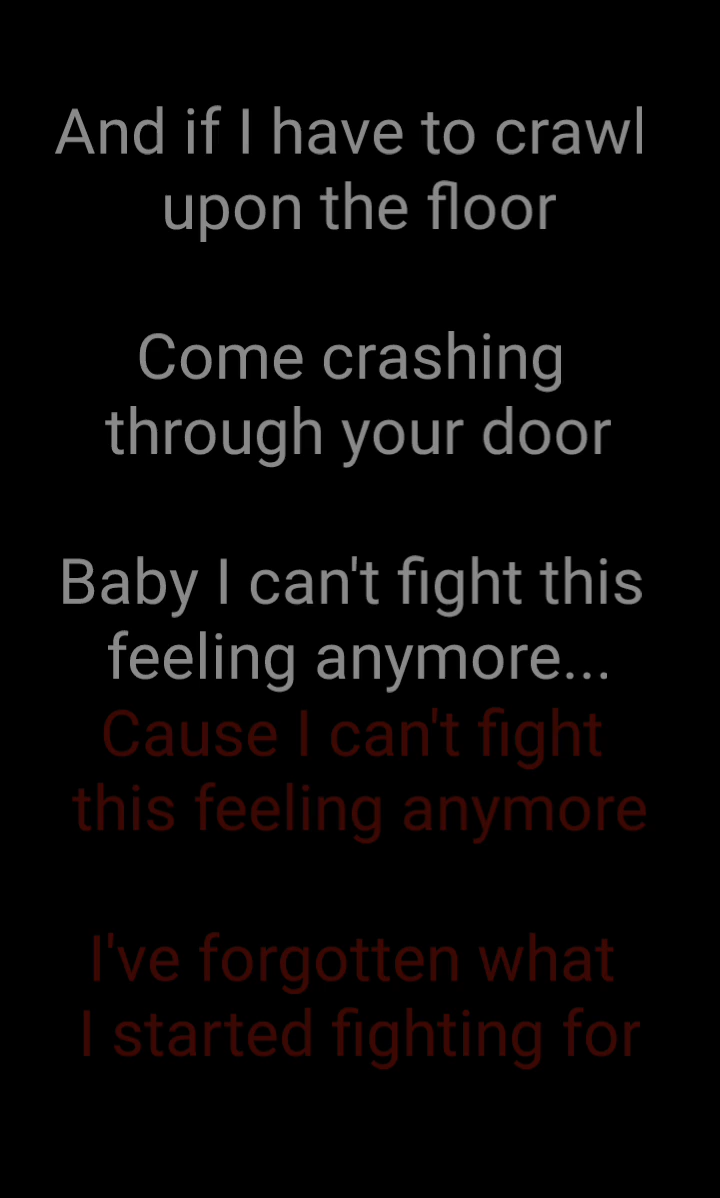 And if I have to crawl
upon the floor
Come crashing
through your door
Baby I can't fight this
feeling anymore...
Cause I can't fight
this feeling anymore
I've forgotten what
I started fighting for